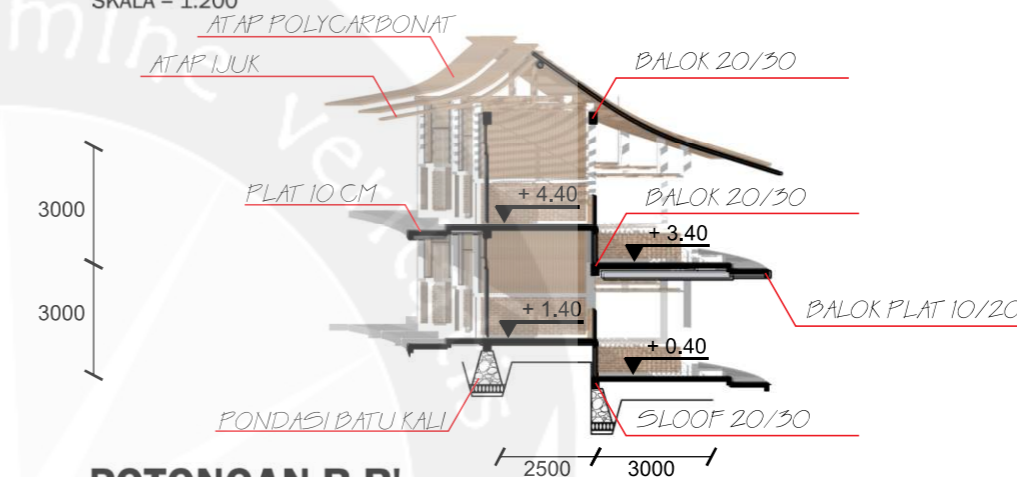 SKALA – 1:200
ATAP POLYCARBONAT
ATAP IJUK
BALOK 20/30
3000
PLAT 10 CM
+ 4.40
BALOK 20/30
+ 3.40
3000
+ 1.40
BALOK PLAT 10/20
+ 0.40
PONDASI BATU KALI
SLOOF 20/30
2500
3000
POTONGAN B-B'